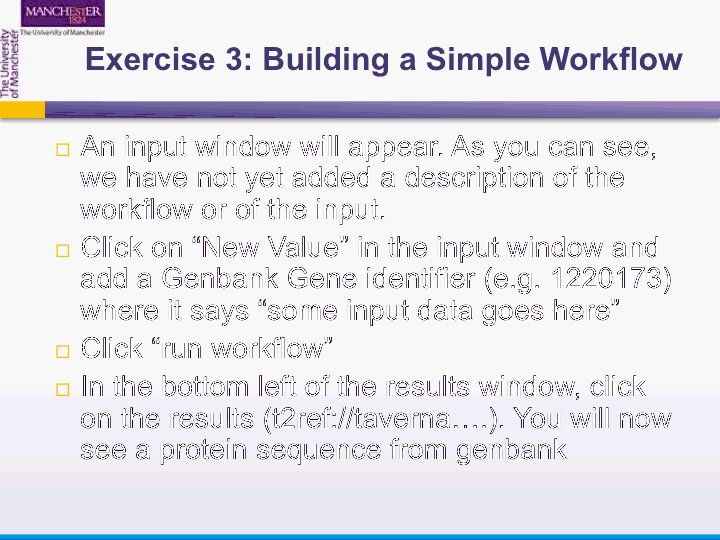 MANCHESTER
1824
The University of Manchester
The University
of Manchester
Exercise 3: Building a Simple Workflow
An input window will appear. As you can see,
we have not yet added a description of the
workflow or of the input.
Click on “New Value” in the input window and
add a Genbank Gene identifier (e.g. 1220173)
where it says “some input data goes here”
Click “run workflow”
In the bottom left of the results window, click
on the results (t2ref://taverna….). You will now
see a protein sequence from genbank